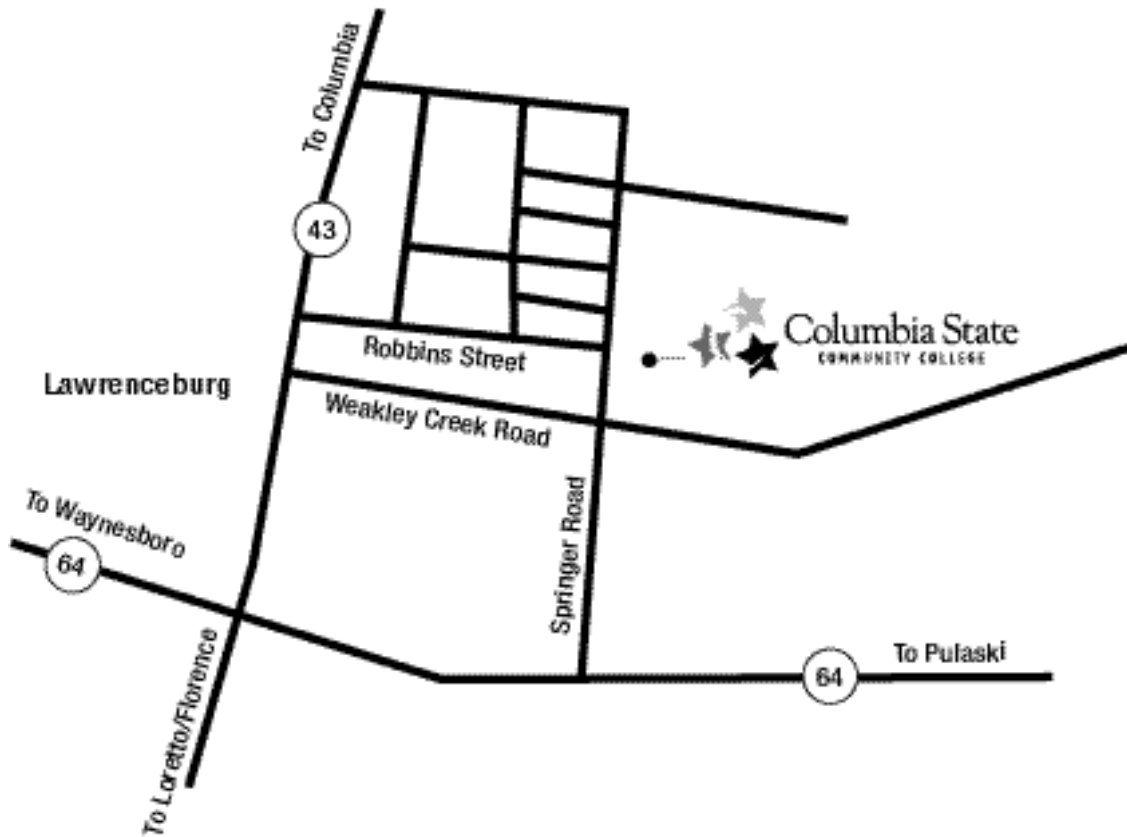 To Columbia
43
Columbia State
COMMUNITY COLLEGE
Robbins Street
Lawrenceburg
Weakley Creek Road
To Waynesboro
64
Springer Road
To Loretto/Florence
To Pulaski
64